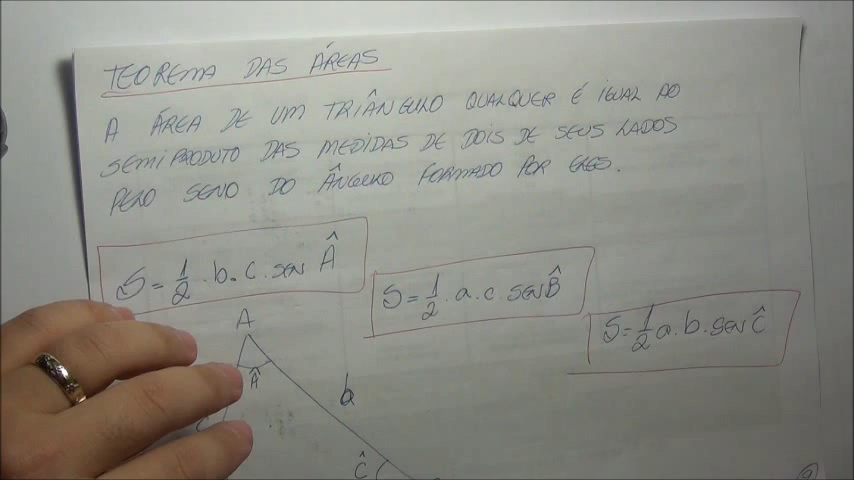 TEOREMA DAS ÁREAS
A ÁREA DE UM TRIÂNGULO QUALQUER É IGUAL AO
SEMIPRODUTO DAS MEDIDAS DE DOIS DE SEUS LADOS
PELO SENO DO ÂNGULO FORMADO POR ELES.
S = 1/2 · b · c · sen Â
S = 1/2 · a · c sen B̂
S = 1/2 a · b · sen Ĉ
A
Â
b
Ĉ